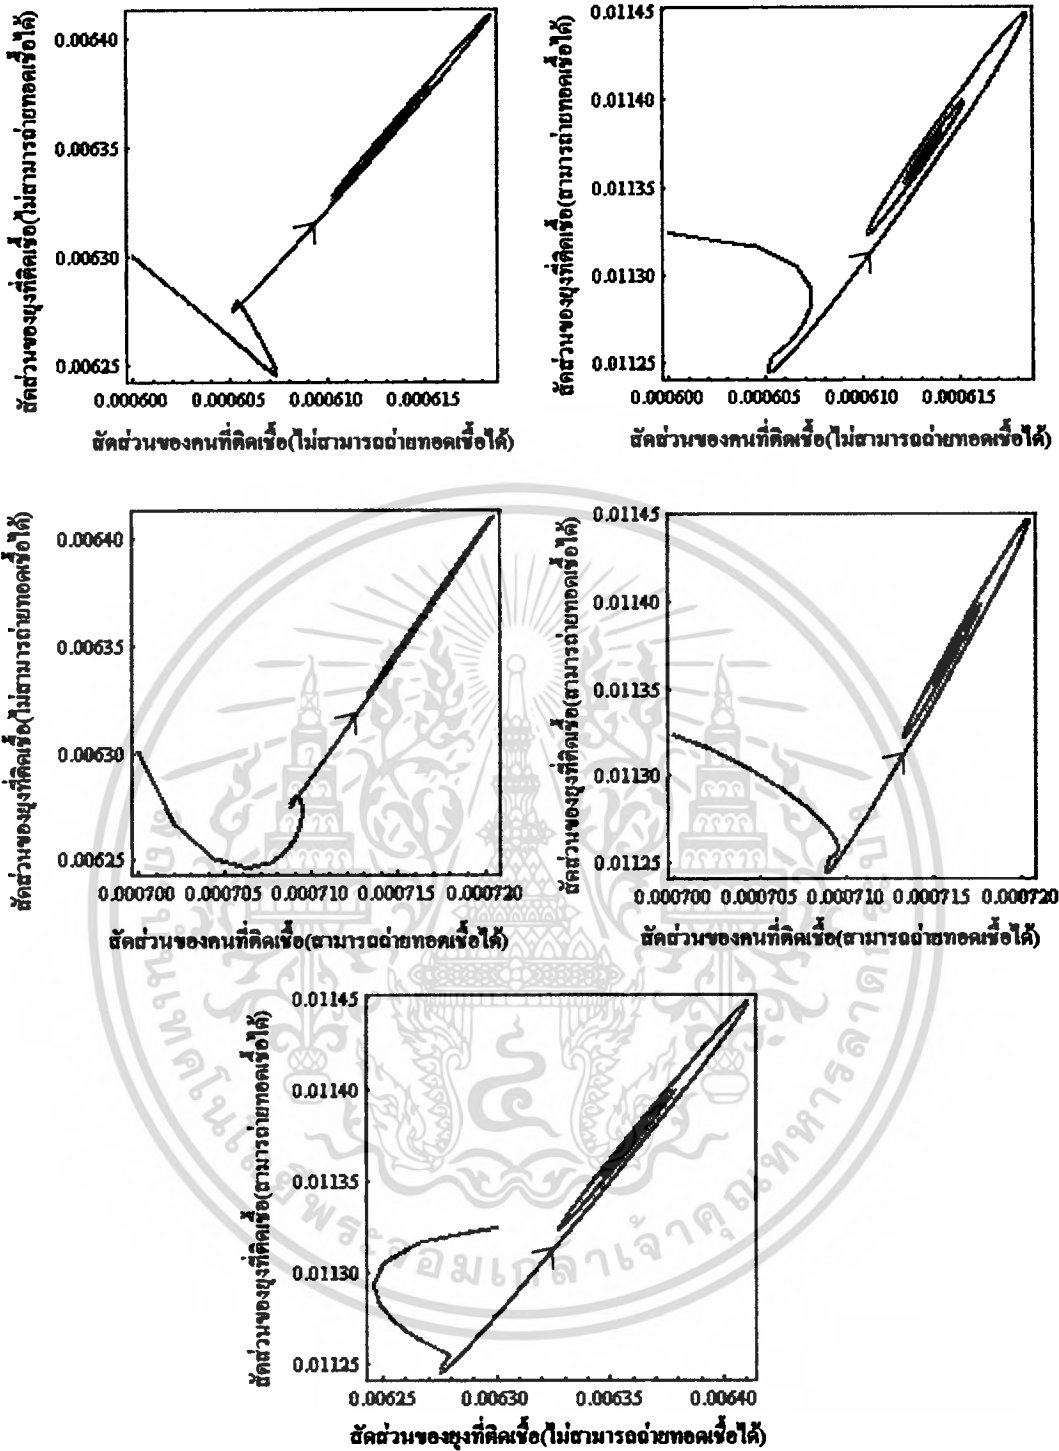 สัดส่วนของยุงที่ติดเชื้อ(ไม่สามารถถ่ายทอดเชื้อได้)
0.00640
0.00635
0.00630
0.00625
0.000600 0.000605 0.000610 0.000615
สัดส่วนของคนที่ติดเชื้อ(ไม่สามารถถ่ายทอดเชื้อได้)
สัดส่วนของยุงที่ติดเชื้อ(สามารถถ่ายทอดเชื้อได้)
0.01145
0.01140
0.01135
0.01130
0.01125
0.000600 0.000605 0.000610 0.000615
สัดส่วนของคนที่ติดเชื้อ(ไม่สามารถถ่ายทอดเชื้อได้)
สัดส่วนของยุงที่ติดเชื้อ(ไม่สามารถถ่ายทอดเชื้อได้)
0.00640
0.00635
0.00630
0.00625
0.000700 0.000705 0.000710 0.000715 0.000720
สัดส่วนของคนที่ติดเชื้อ(สามารถถ่ายทอดเชื้อได้)
สัดส่วนของยุงที่ติดเชื้อ(สามารถถ่ายทอดเชื้อได้)
0.01145
0.01140
0.01135
0.01130
0.01125
0.000700 0.000705 0.000710 0.000715 0.000720
สัดส่วนของคนที่ติดเชื้อ(สามารถถ่ายทอดเชื้อได้)
สัดส่วนของยุงที่ติดเชื้อ(สามารถถ่ายทอดเชื้อได้)
0.01145
0.01140
0.01135
0.01130
0.01125
0.00625 0.00630 0.00635 0.00640
สัดส่วนของยุงที่ติดเชื้อ(ไม่สามารถถ่ายทอดเชื้อได้)